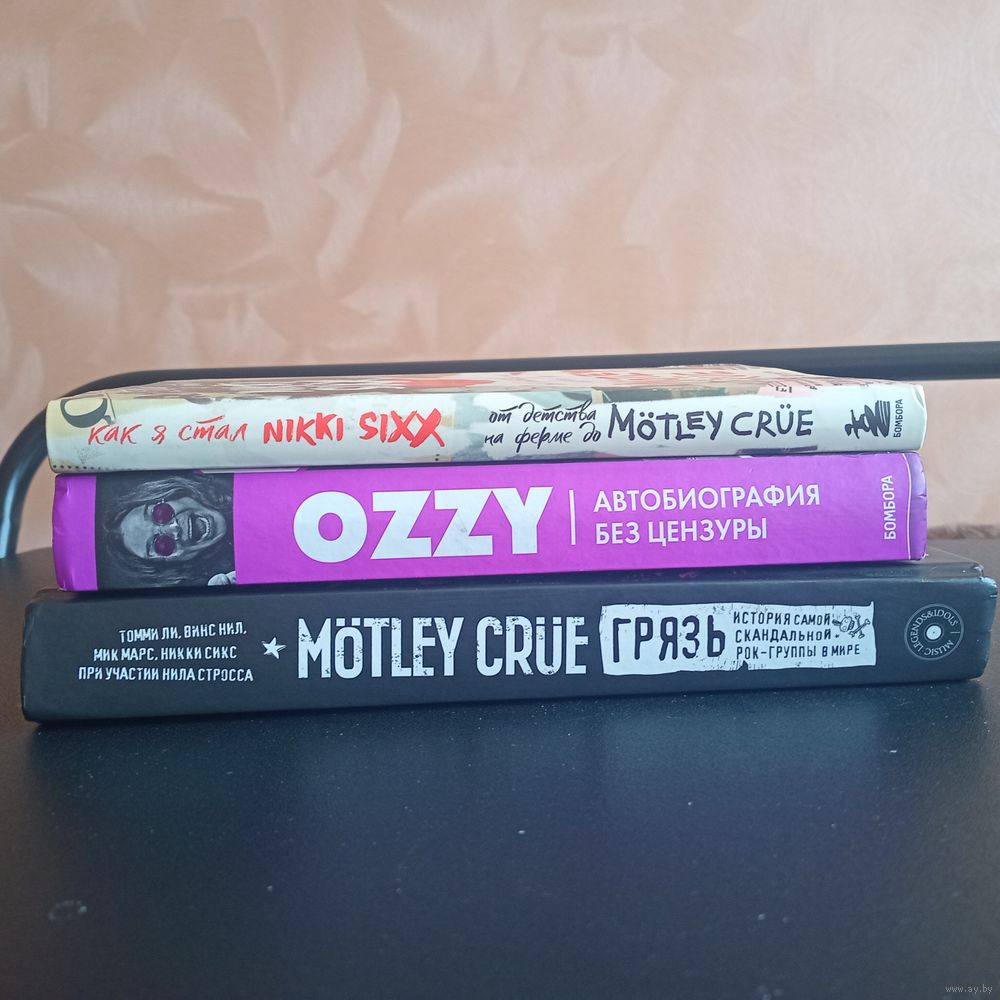 как я стал NIKKI SIXX
от детства
на ферме до
MÖTLEY CRÜE
БОМБОРА
OZZY
АВТОБИОГРАФИЯ
БЕЗ ЦЕНЗУРЫ
БОМБОРА
ТОММИ ЛИ, ВИНС НИЛ,
МИК МАРС, НИККИ СИКС
ПРИ УЧАСТИИ НИЛА СТРОССА
MÖTLEY CRÜE
ГРЯЗЬ
ИСТОРИЯ САМОЙ
СКАНДАЛЬНОЙ
РОК-ГРУППЫ В МИРЕ
MUSIC LEGENDS & IDOLS
www.ay.by